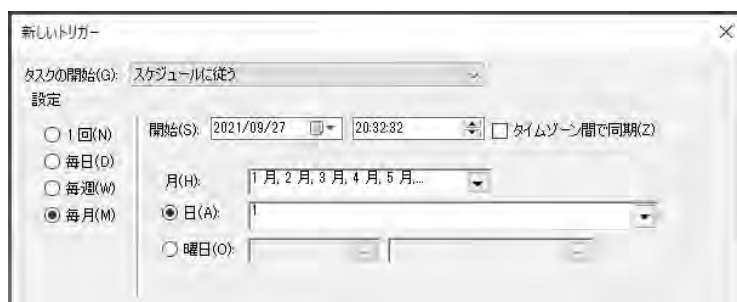 新しいトリガー
タスクの開始(G): スケジュールに従う
設定
1 回(N)
毎日(D)
毎週(W)
毎月(M)
開始(S): 2021/09/27 20:32:32 タイムゾーン間で同期(Z)
月(H): 1 月, 2 月, 3 月, 4 月, 5 月,...
日(A): 1
曜日(O):